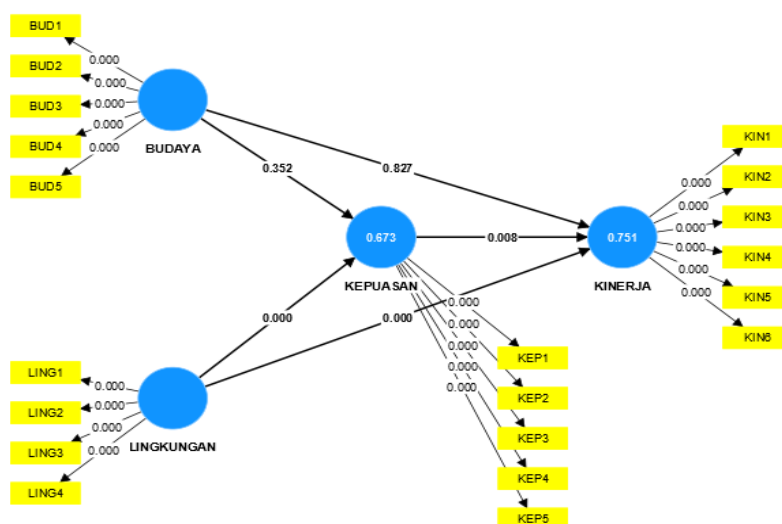 BUD1
0.000
BUD2
0.000
BUD3
0.000
BUD4
0.000
BUD5
0.000
BUDAYA
0.352
0.827
0.673
KEPUASAN
0.008
0.751
KINERJA
KIN1
0.000
KIN2
0.000
KIN3
0.000
KIN4
0.000
KIN5
0.000
KIN6
0.000
0.000
0.000
LING1
0.000
LING2
0.000
LING3
0.000
LING4
0.000
LINGKUNGAN
KEP1
0.000
KEP2
0.000
KEP3
0.000
KEP4
0.000
KEP5
0.000